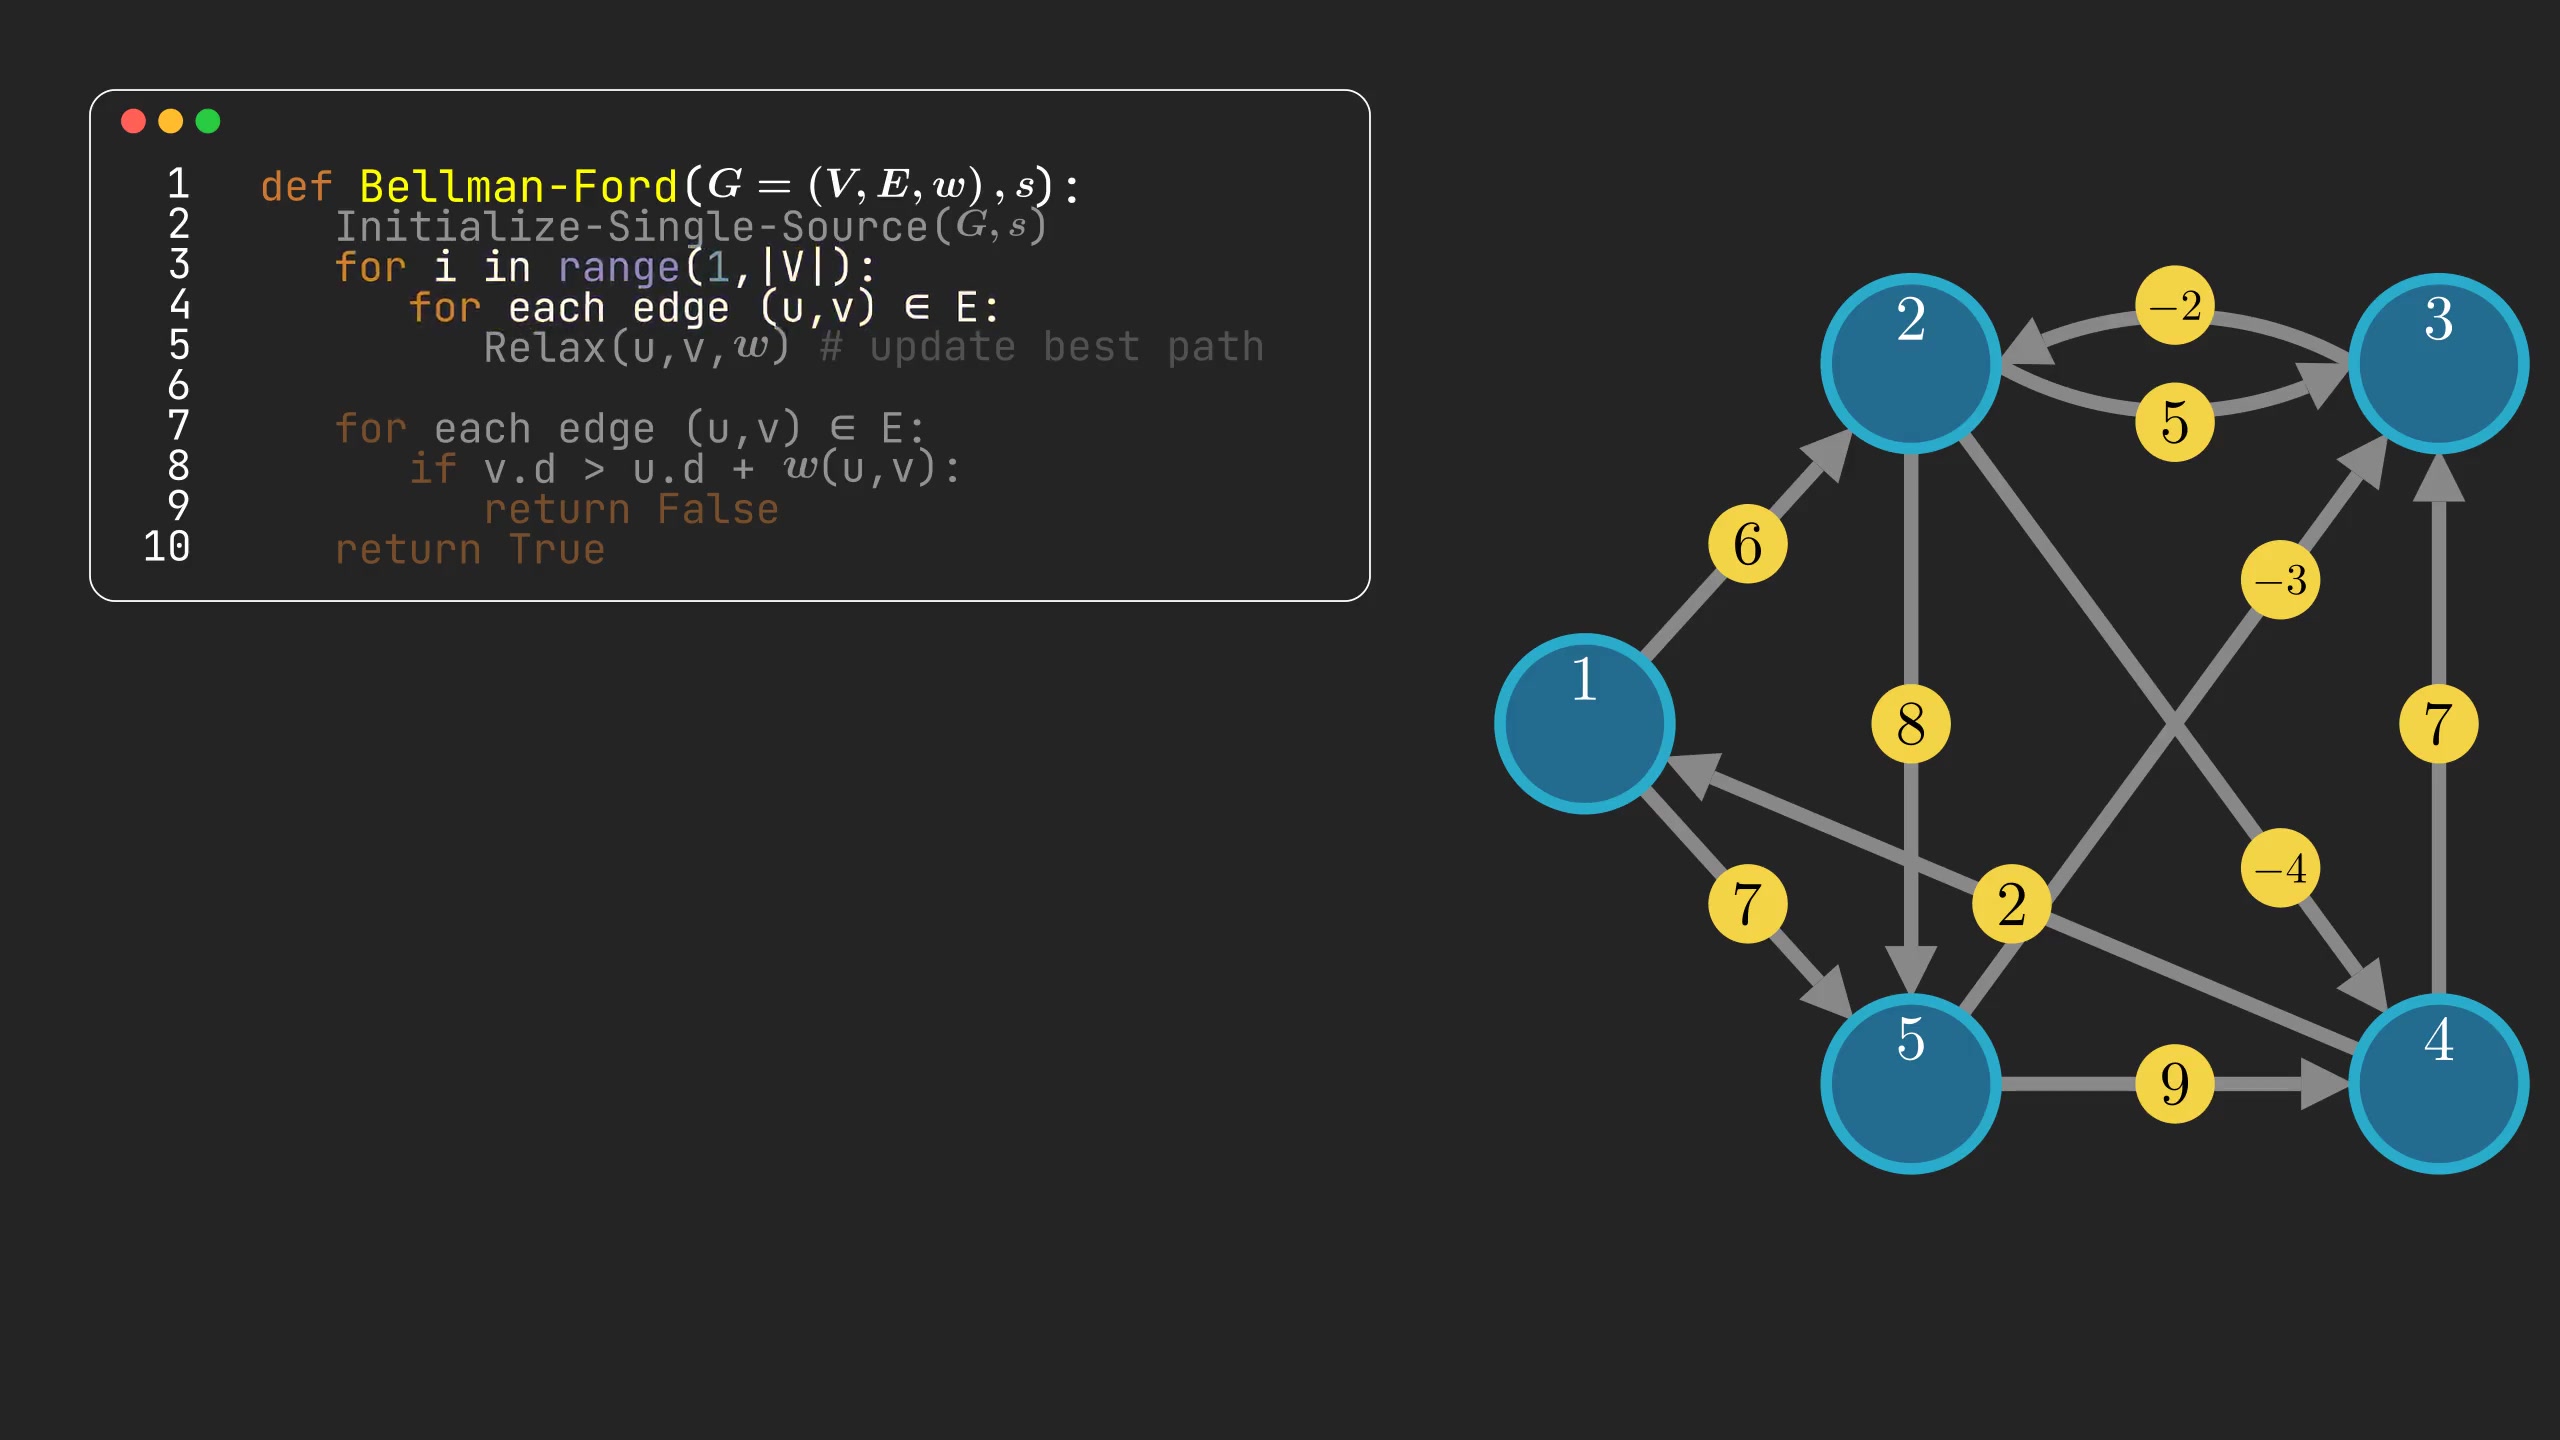 1 def Bellman-Ford(G = (V, E, w), s):
2 Initialize-Single-Source(G, s)
3 for i in range(1,|V|):
4 for each edge (u,v) ∈ E:
5 Relax(u,v,w) # update best path
6
7 for each edge (u,v) ∈ E:
8 if v.d > u.d + w(u,v):
9 return False
10 return True
2
−2
3
5
6
−3
1
8
7
7
2
−4
5
9
4